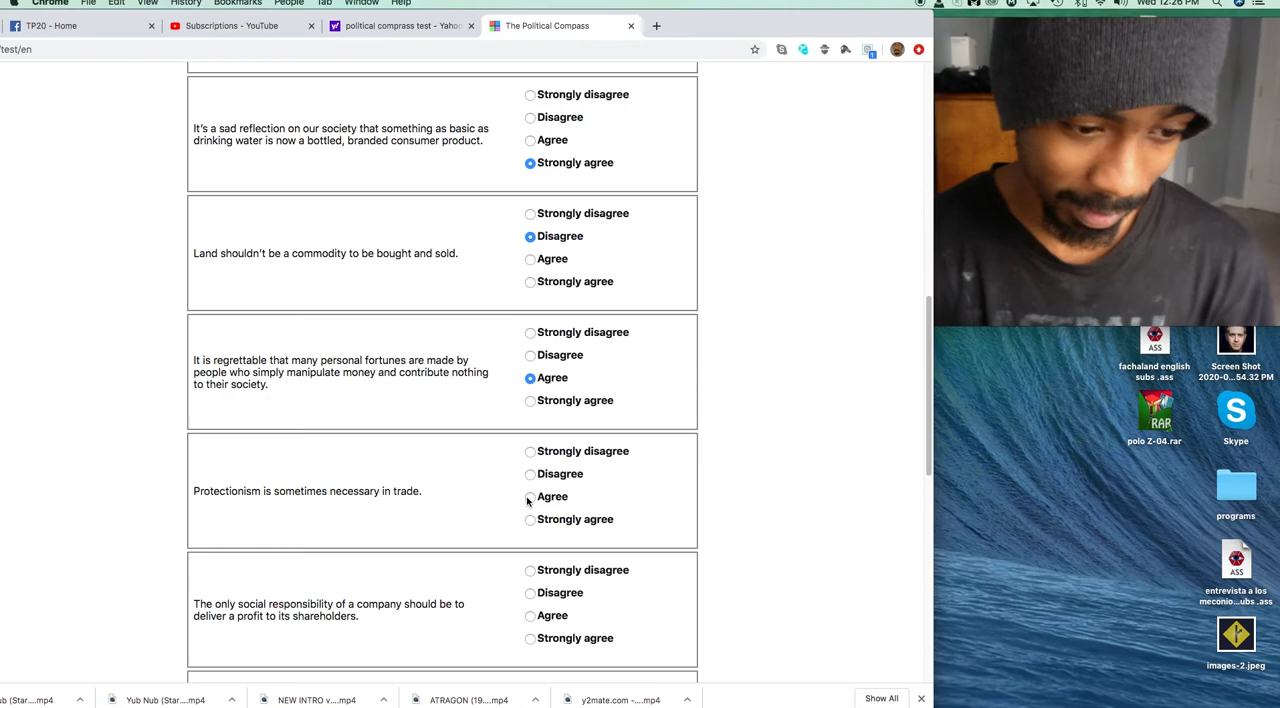 Chrome File Edit View History Bookmarks People Tab Window Help
Wed 12:26 PM
TP20 - Home
Subscriptions - YouTube
political compass test - Yahoo
The Political Compass
/test/en
1
Strongly disagree
Disagree
It's a sad reflection on our society that something as basic as
drinking water is now a bottled, branded consumer product.
Agree
Strongly agree
Strongly disagree
Disagree
Land shouldn't be a commodity to be bought and sold.
Agree
Strongly agree
Strongly disagree
Disagree
It is regrettable that many personal fortunes are made by
people who simply manipulate money and contribute nothing
to their society.
Agree
Strongly agree
Strongly disagree
Disagree
Protectionism is sometimes necessary in trade.
Agree
Strongly agree
Strongly disagree
Disagree
The only social responsibility of a company should be to
deliver a profit to its shareholders.
Agree
Strongly agree
ASS
fachaland english
subs .ass
Screen Shot
2020-0...54.32 PM
RAR
polo Z-04.rar
S
Skype
programs
ASS
entrevista a los
meconio...ubs .ass
images-2.jpeg
ub (Star....mp4
Yub Nub (Star....mp4
NEW INTRO v....mp4
ATRAGON (19....mp4
y2mate.com -....mp4
Show All